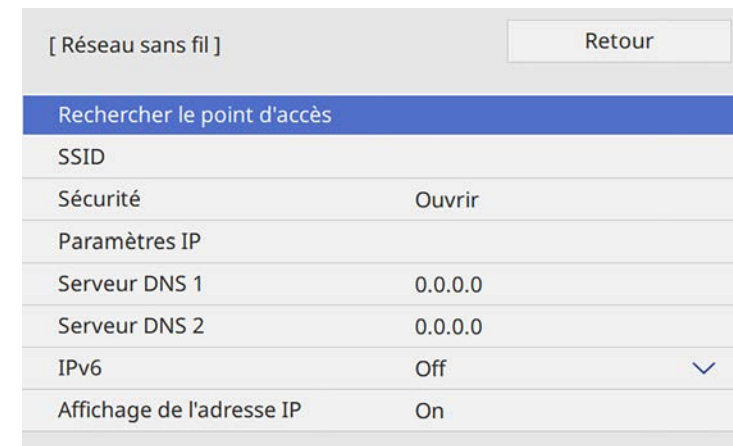 [ Réseau sans fil ]
Retour
Rechercher le point d'accès
SSID
Sécurité Ouvrir
Paramètres IP
Serveur DNS 1 0.0.0.0
Serveur DNS 2 0.0.0.0
IPv6 Off
Affichage de l'adresse IP On